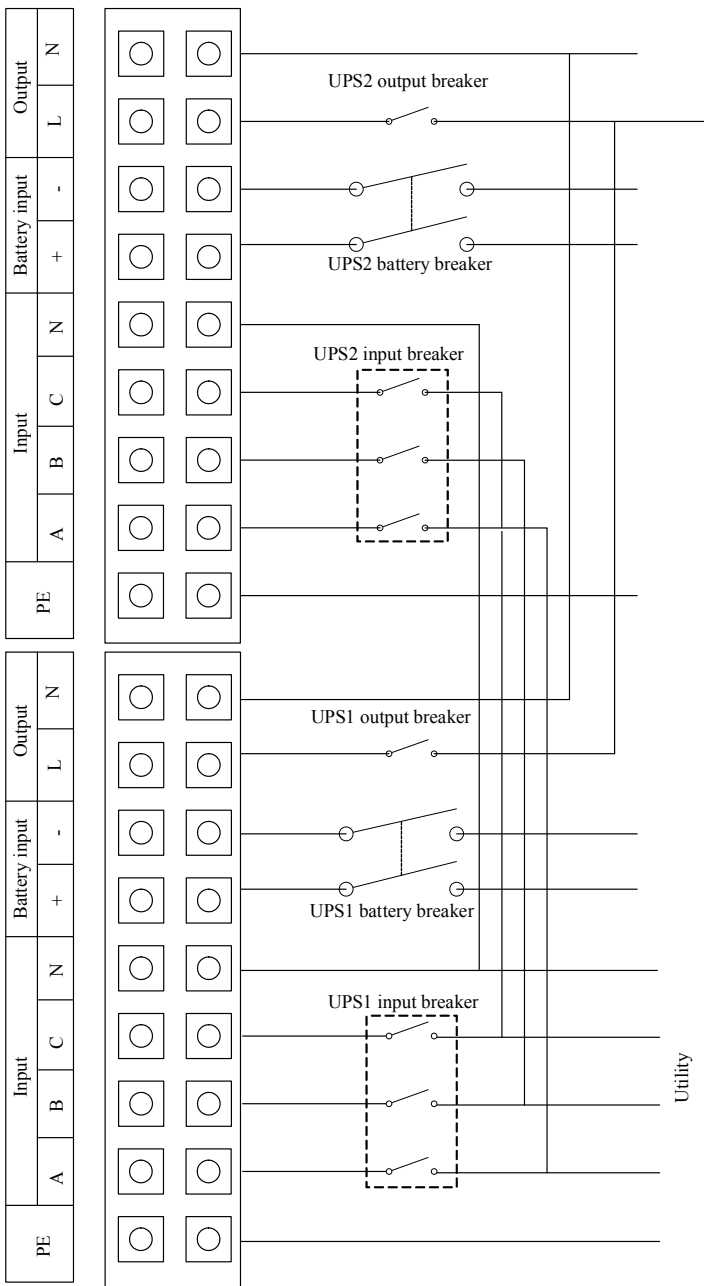 Output
N
L
UPS2 output breaker
Battery input
-
+
UPS2 battery breaker
Input
N
C
B
A
UPS2 input breaker
PE
Output
N
L
UPS1 output breaker
Battery input
-
+
UPS1 battery breaker
Input
N
C
B
A
UPS1 input breaker
Utility
PE